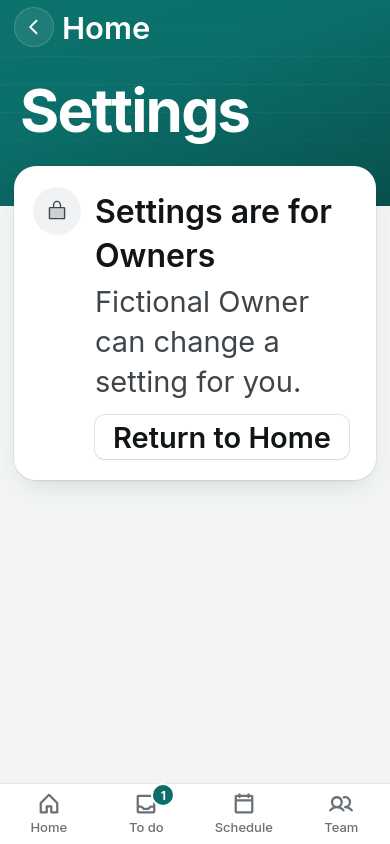 Home
Settings
Settings are for
Owners
Fictional Owner
can change a
setting for you.
Return to Home
1
Home
To do
Schedule
Team